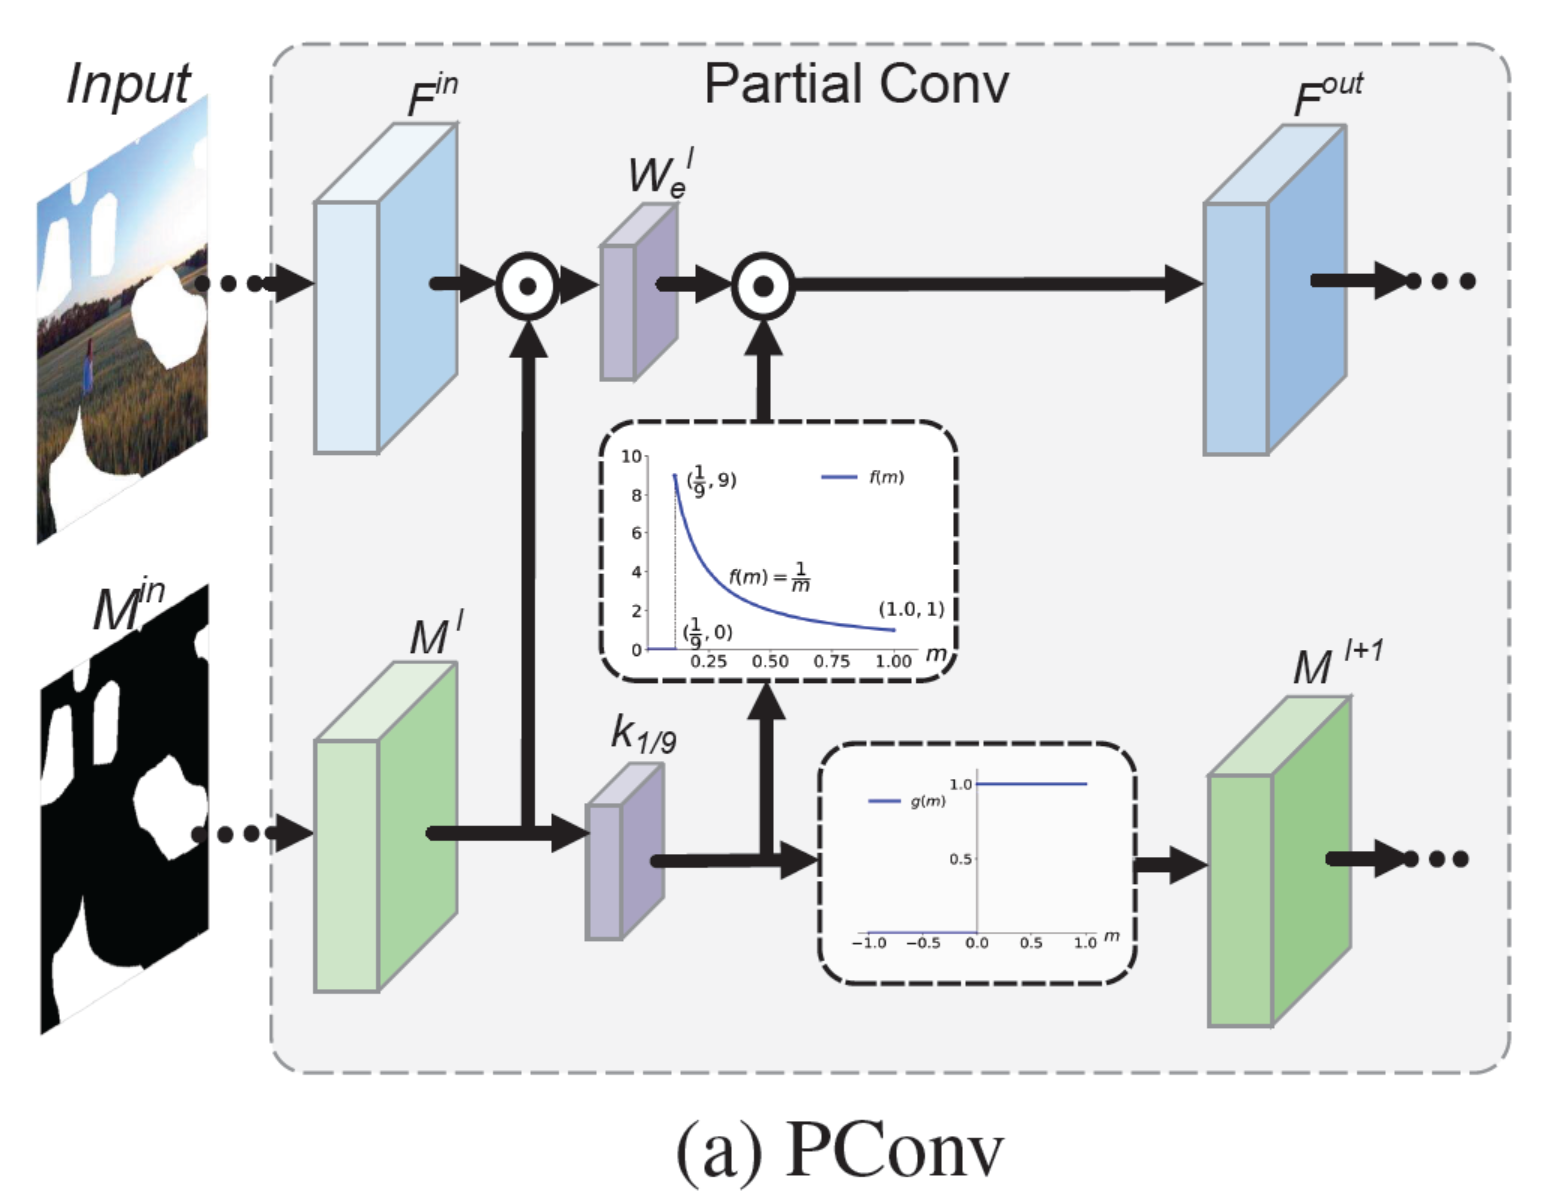 Input
Partial Conv
F^in
F^out
W_e^l
10
8
6
4
2
0
(1/9, 9)
f(m)
f(m) = 1/m
(1.0, 1)
(1/9, 0)
0.25 0.50 0.75 1.00 m
M^in
M^l
M^l+1
k_1/9
1.0
0.5
g(m)
−1.0 −0.5 0.0 0.5 1.0 m
(a) PConv